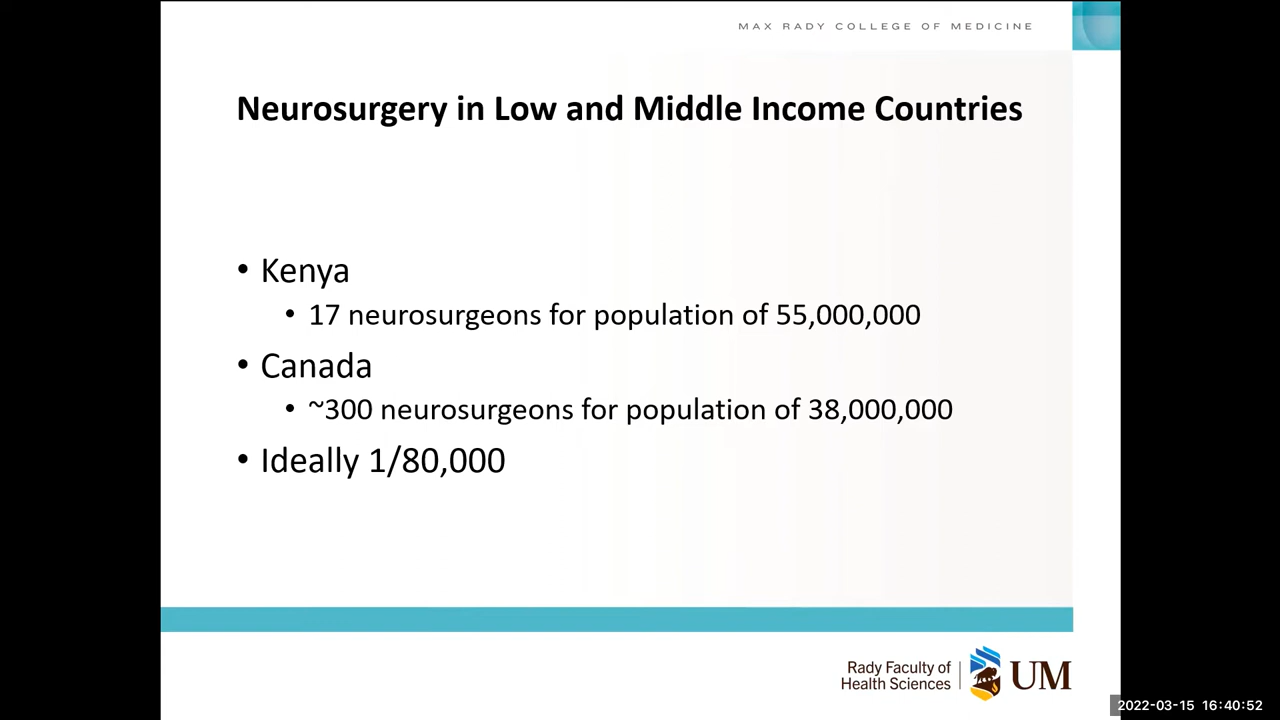 MAX RADY COLLEGE OF MEDICINE
Neurosurgery in Low and Middle Income Countries
• Kenya
• 17 neurosurgeons for population of 55,000,000
• Canada
• ~300 neurosurgeons for population of 38,000,000
• Ideally 1/80,000
Rady Faculty of
Health Sciences
UM
2022-03-15 16:40:52